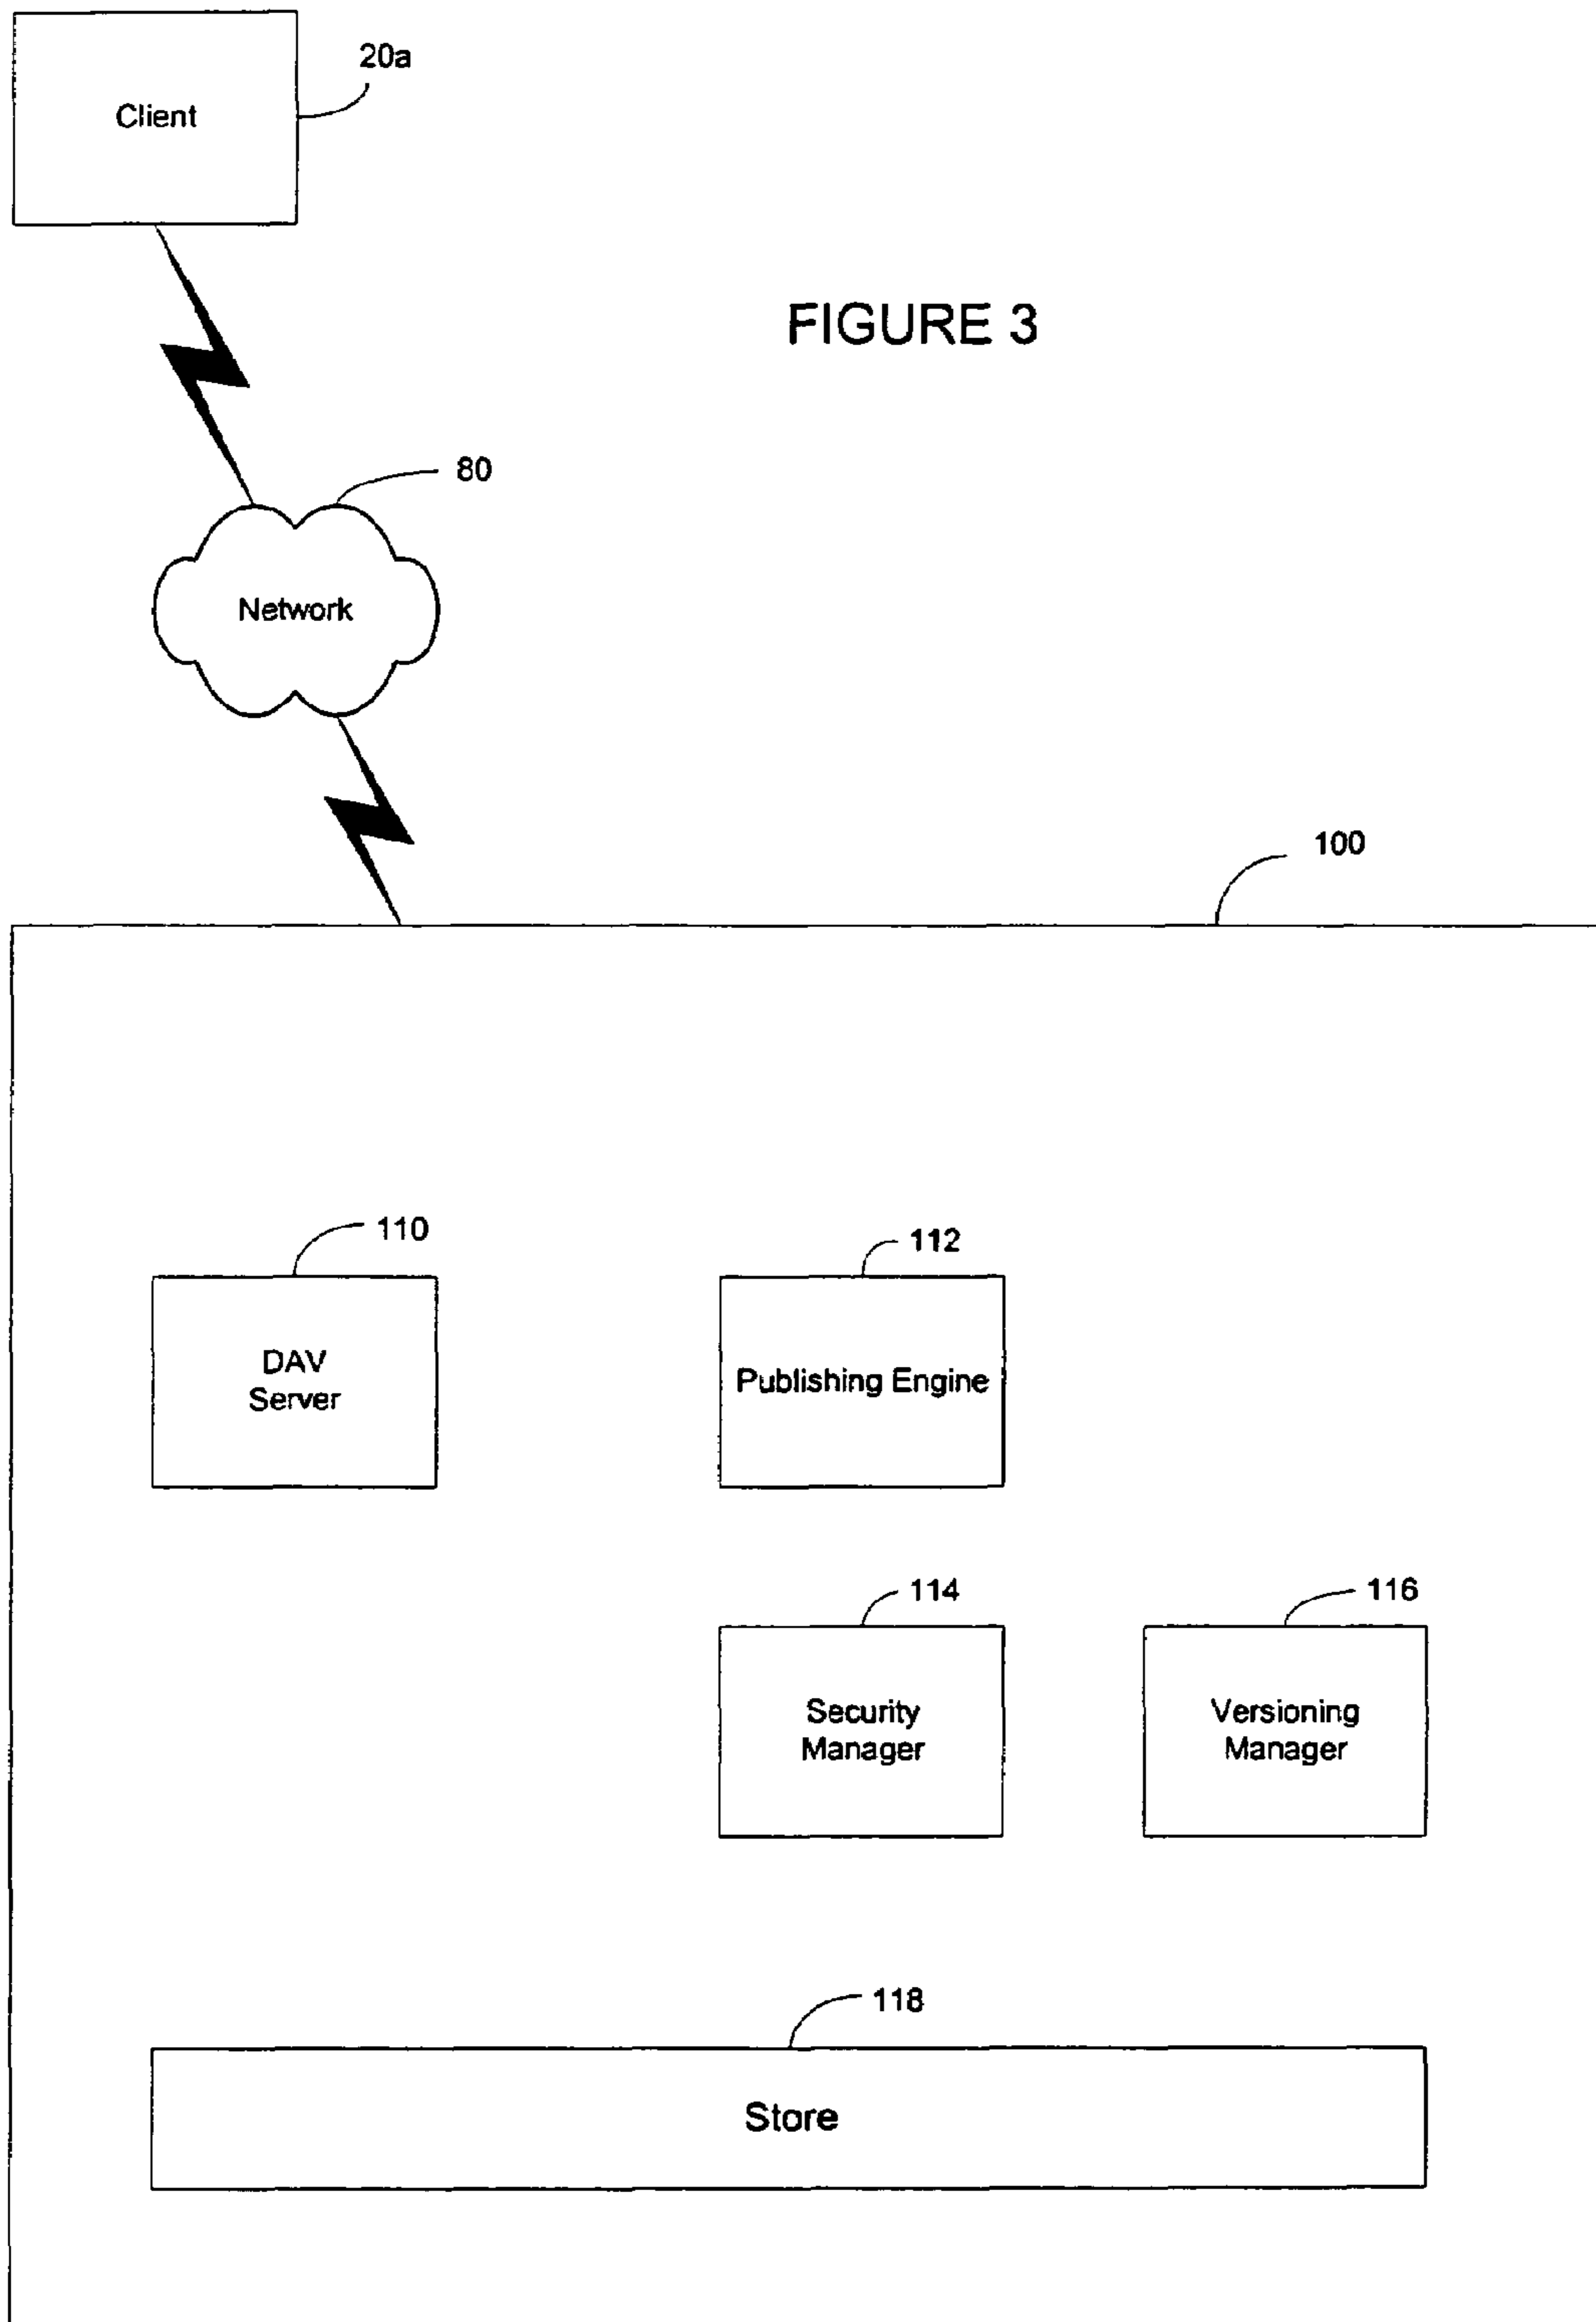 20a
Client
FIGURE 3
80
Network
100
110
112
DAV
Server
Publishing Engine
114
116
Security
Manager
Versioning
Manager
118
Store